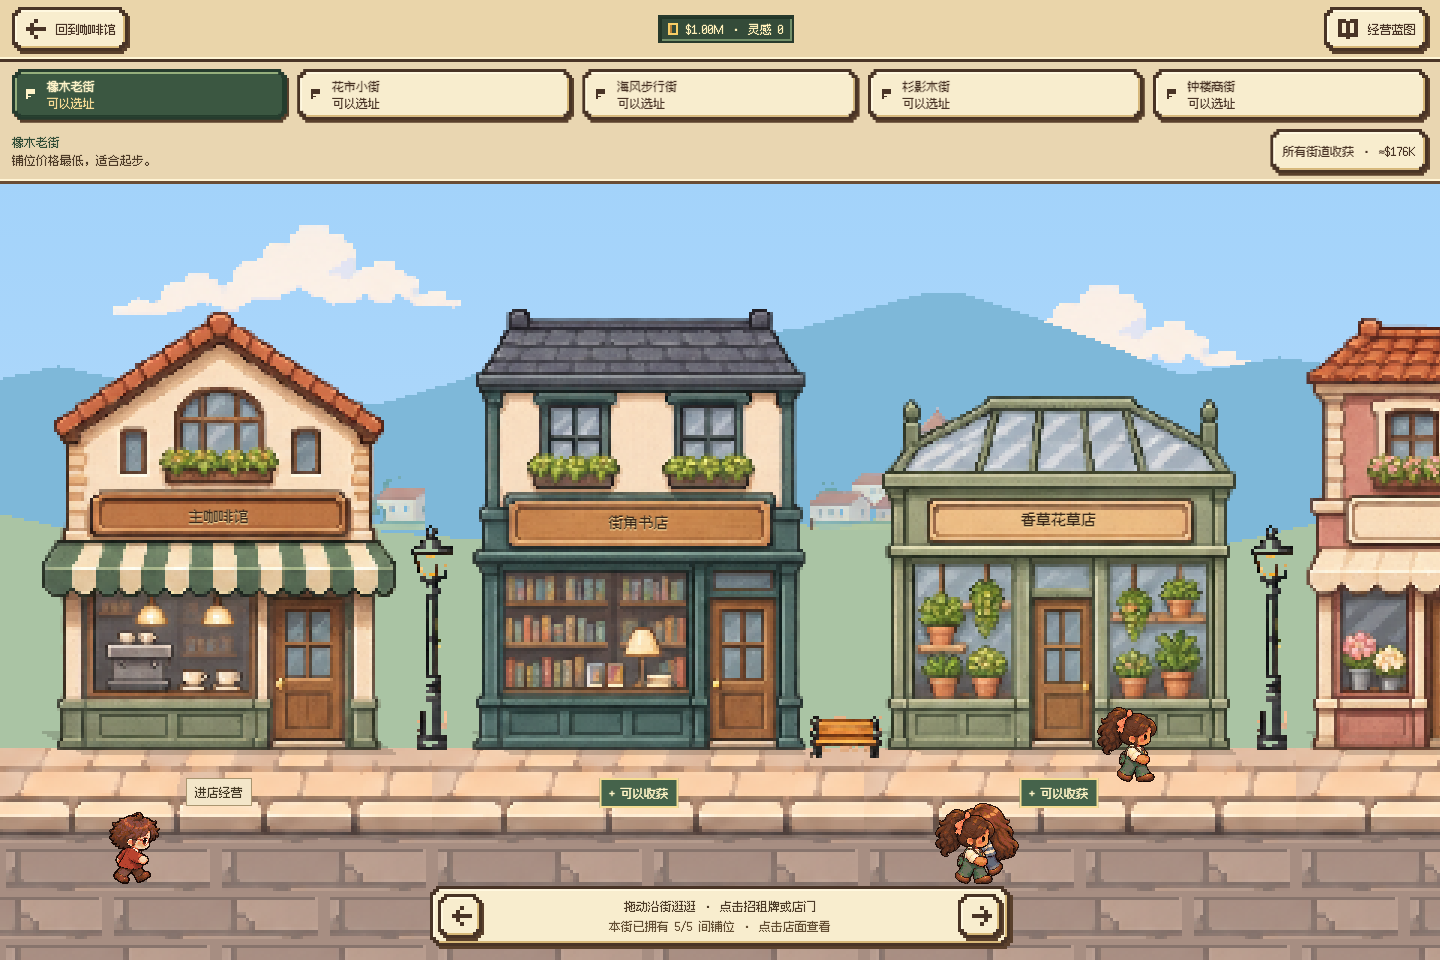 回到咖啡馆
$1.00M · 灵感 0
经营蓝图
橡木老街
可以选址
花市小街
可以选址
海风步行街
可以选址
杉影木街
可以选址
钟楼商街
可以选址
橡木老街
铺位价格最低，适合起步。
所有街道收获 · ≈$176K
主咖啡馆
街角书店
香草花草店
进店经营
+ 可以收获
+ 可以收获
拖动沿街逛逛 · 点击招租牌或店门
本街已拥有 5/5 间铺位 · 点击店面查看